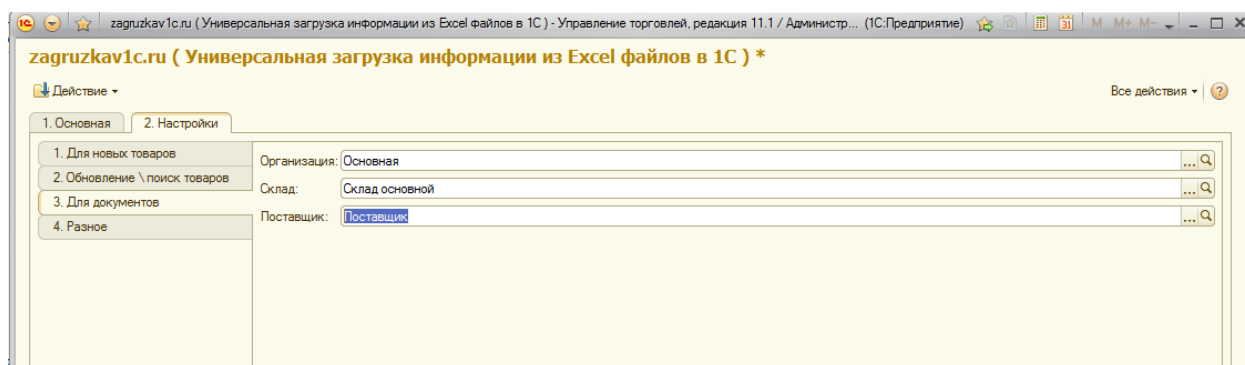 zagruzkav1c.ru ( Универсальная загрузка информации из Excel файлов в 1С ) - Управление торговлей, редакция 11.1 / Администр... (1С:Предприятие) 31 M M+ M-
zagruzkav1c.ru ( Универсальная загрузка информации из Excel файлов в 1С ) *
Действие
Все действия ?
1. Основная 2. Настройки
1. Для новых товаров
2. Обновление \ поиск товаров
3. Для документов
4. Разное
Организация: Основная ...
Склад: Склад основной ...
Поставщик: Поставщик ...